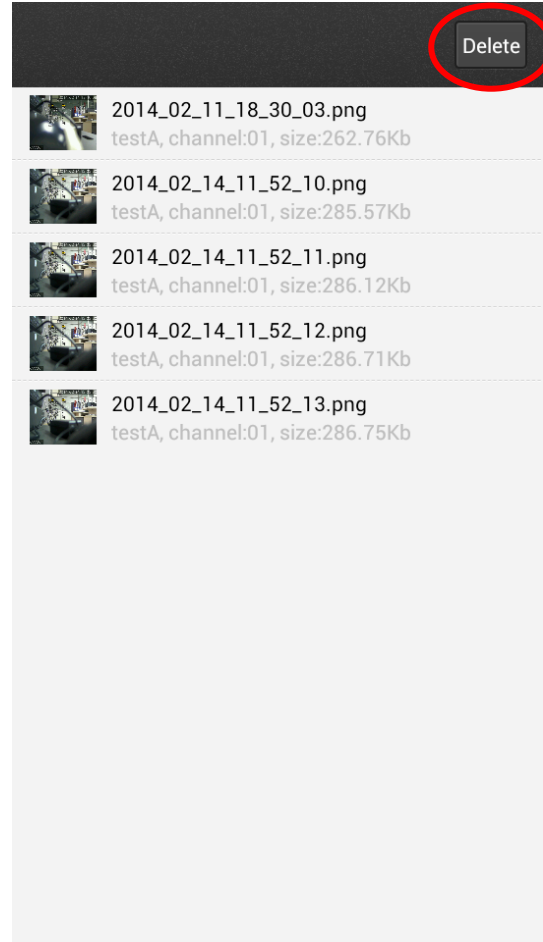 Delete
2014_02_11_18_30_03.png
testA, channel:01, size:262.76Kb
2014_02_14_11_52_10.png
testA, channel:01, size:285.57Kb
2014_02_14_11_52_11.png
testA, channel:01, size:286.12Kb
2014_02_14_11_52_12.png
testA, channel:01, size:286.71Kb
2014_02_14_11_52_13.png
testA, channel:01, size:286.75Kb